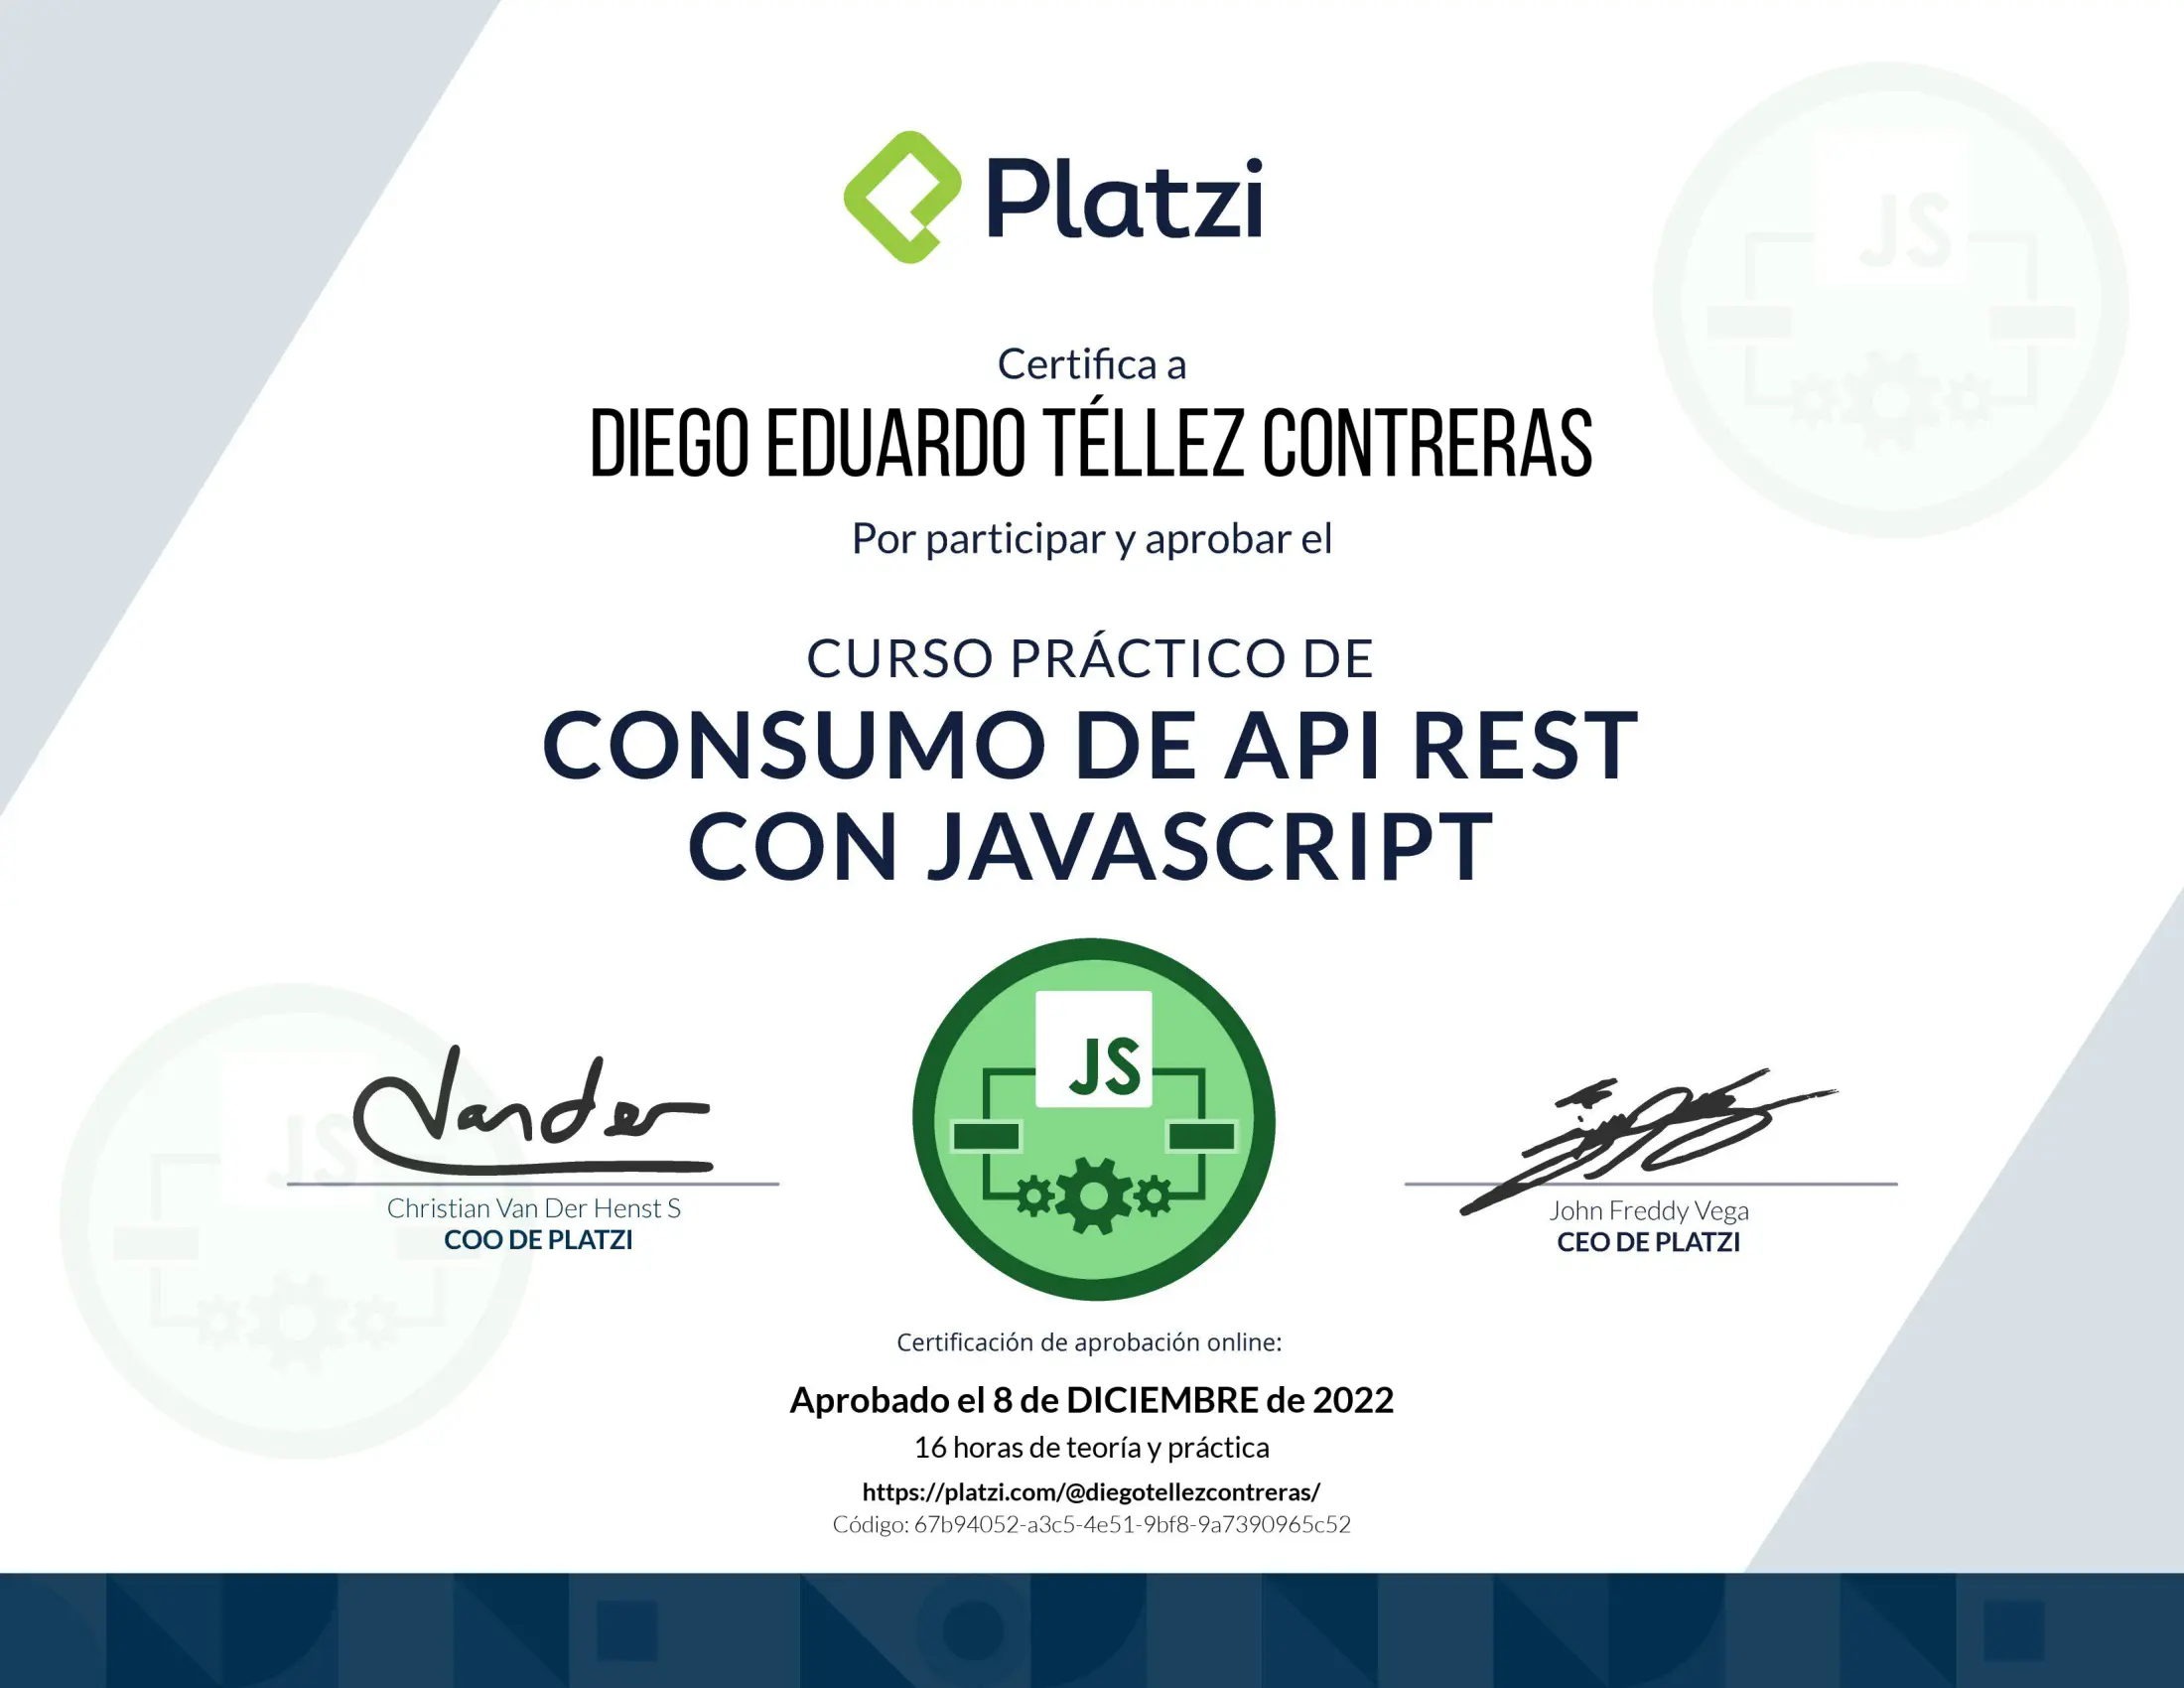 Platzi
JS
Certifica a
DIEGO EDUARDO TÉLLEZ CONTRERAS
Por participar y aprobar el
CURSO PRÁCTICO DE
CONSUMO DE API REST
CON JAVASCRIPT
JS
JS
Vander
Christian Van Der Henst S
COO DE PLATZI
John Freddy Vega
CEO DE PLATZI
Certificación de aprobación online:
Aprobado el 8 de DICIEMBRE de 2022
16 horas de teoría y práctica
https://platzi.com/@diegotellezcontreras/
Código: 67b94052-a3c5-4e51-9bf8-9a7390965c52